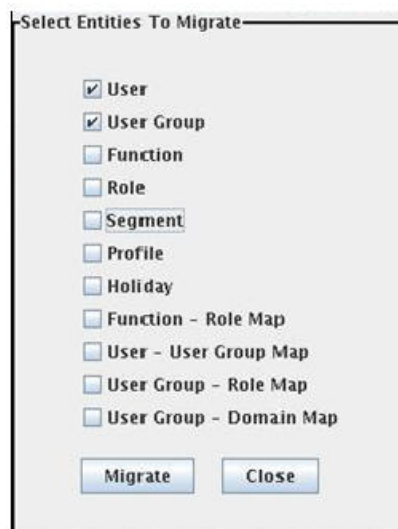 Select Entities To Migrate
User
User Group
Function
Role
Segment
Profile
Holiday
Function - Role Map
User - User Group Map
User Group - Role Map
User Group - Domain Map
Migrate Close